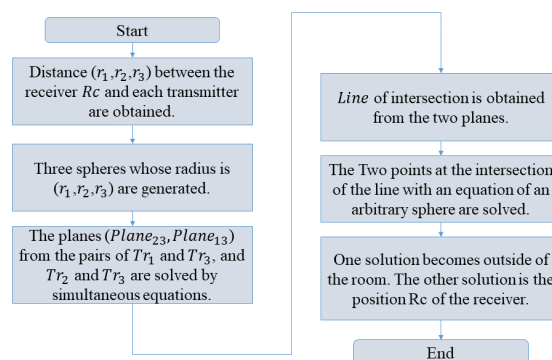 Start
Distance (r₁,r₂,r₃) between the
receiver Rc and each transmitter
are obtained.
Three spheres whose radius is
(r₁,r₂,r₃) are generated.
The planes (Plane₂₃,Plane₁₃)
from the pairs of Tr₁ and Tr₃, and
Tr₂ and Tr₃ are solved by
simultaneous equations.
Line of intersection is obtained
from the two planes.
The Two points at the intersection
of the line with an equation of an
arbitrary sphere are solved.
One solution becomes outside of
the room. The other solution is the
position Rc of the receiver.
End